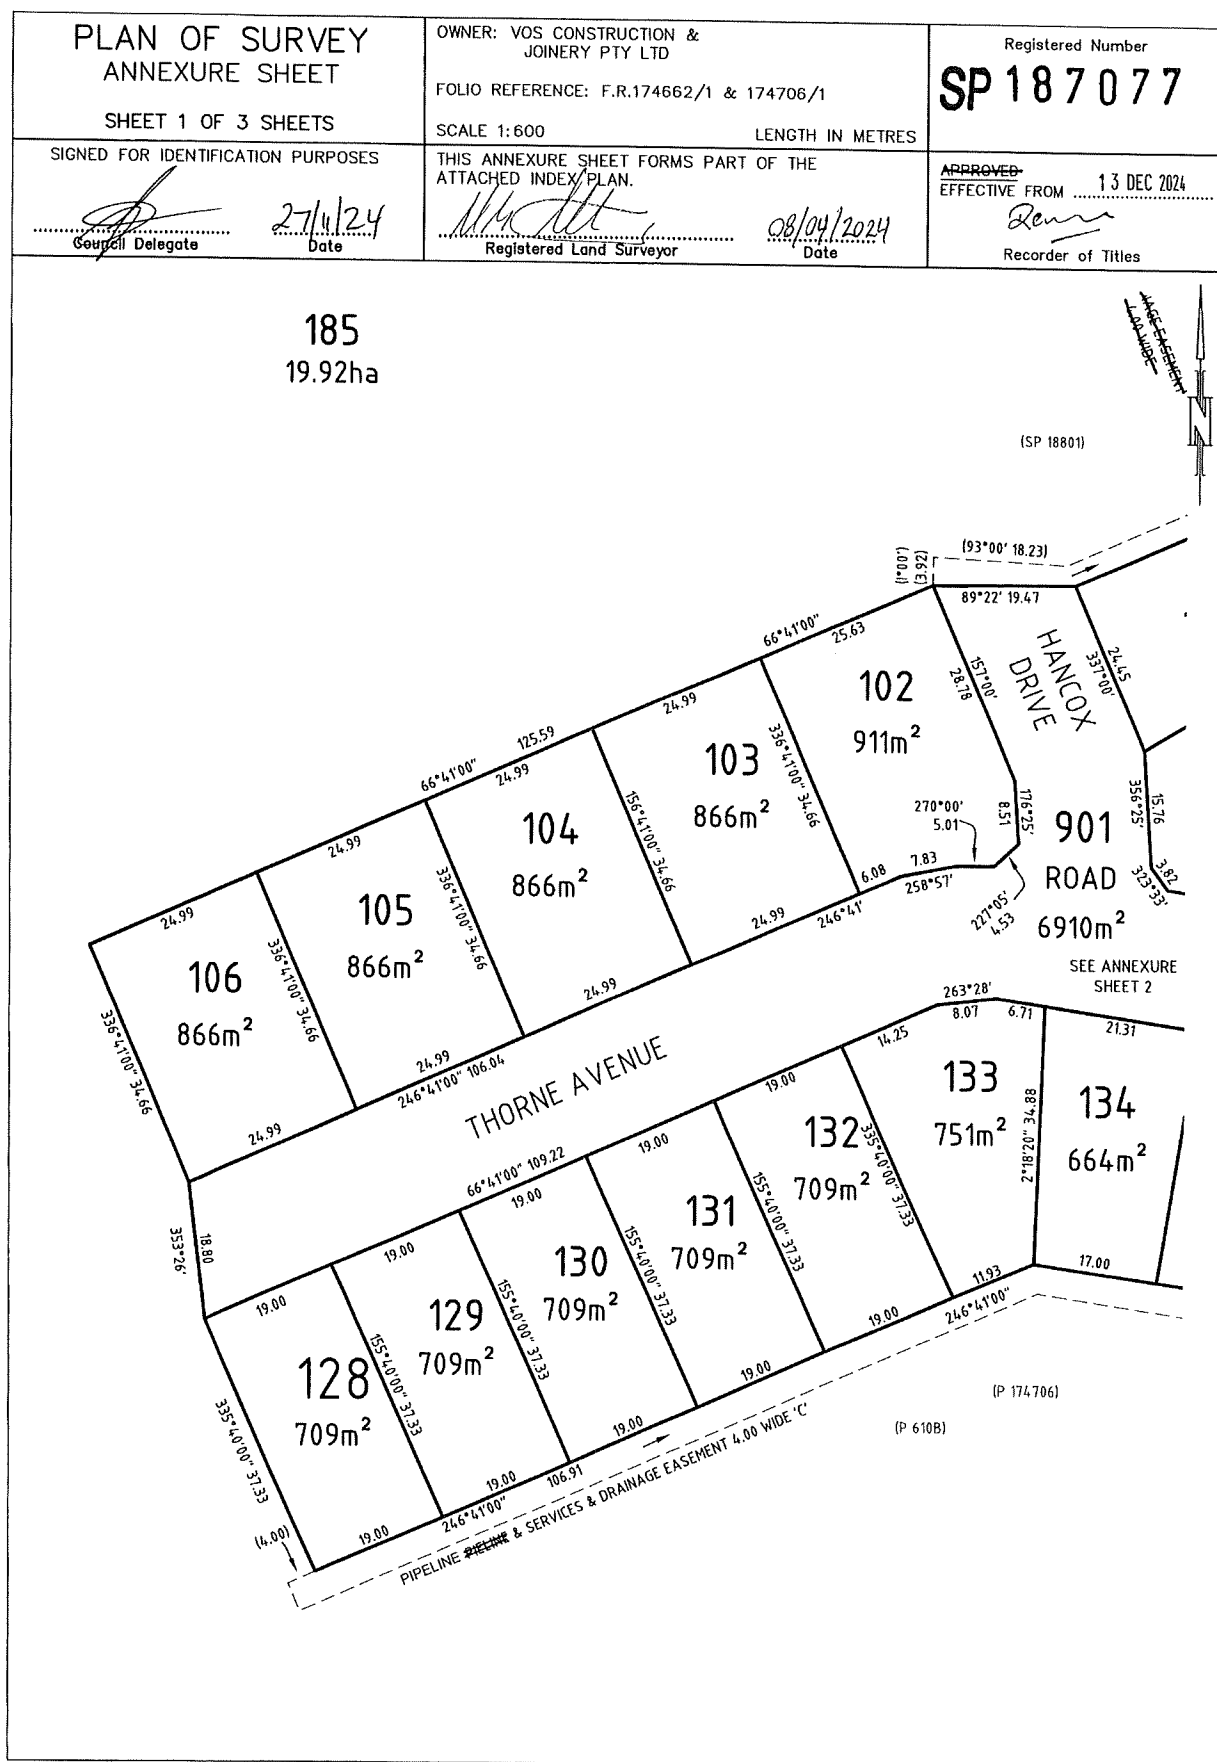 PLAN OF SURVEY
ANNEXURE SHEET
SHEET 1 OF 3 SHEETS
OWNER: VOS CONSTRUCTION &
JOINERY PTY LTD
FOLIO REFERENCE: F.R.174662/1 & 174706/1
SCALE 1:600
LENGTH IN METRES
Registered Number
SP 187077
SIGNED FOR IDENTIFICATION PURPOSES
27/11/24
Council Delegate
Date
THIS ANNEXURE SHEET FORMS PART OF THE
ATTACHED INDEX PLAN.
08/04/2024
Registered Land Surveyor
Date
APPROVED
EFFECTIVE FROM 13 DEC 2024
Recorder of Titles
185
19.92ha
NAGE EASEMENT
4.00 WIDE
N
(SP 18801)
(93°00' 18.23)
(1°00')
(3.92)
89°22' 19.47
66°41'00"
25.63
HANCOX
DRIVE
157°00'
28.78
24.45
337°00'
102
911m²
24.99
125.59
103
866m²
336°41'00" 34.66
66°41'00"
24.99
104
866m²
156°41'00" 34.66
270°00'
5.01
176°25'
8.51
901
ROAD
6910m²
356°25'
15.76
3.82
323°33'
24.99
105
866m²
336°41'00" 34.66
6.08
7.83
258°57'
227°05'
4.53
24.99
246°41'
24.99
106
866m²
336°41'00" 34.66
336°41'00" 34.66
SEE ANNEXURE
SHEET 2
24.99
263°28'
8.07
6.71
21.31
24.99
246°41'00" 106.04
24.99
THORNE AVENUE
14.25
133
751m²
2°18'20" 34.88
134
664m²
19.00
132
709m²
335°40'00" 37.33
19.00
131
709m²
155°40'00" 37.33
66°41'00" 109.22
19.00
130
709m²
155°40'00" 37.33
353°26'
18.80
19.00
129
709m²
155°40'00" 37.33
19.00
128
709m²
155°40'00" 37.33
335°40'00" 37.33
17.00
11.93
246°41'00"
19.00
19.00
19.00
19.00
106.91
246°41'00"
19.00
(4.00)
(P 174706)
(P 610B)
PIPELINE PIELINE & SERVICES & DRAINAGE EASEMENT 4.00 WIDE 'C'